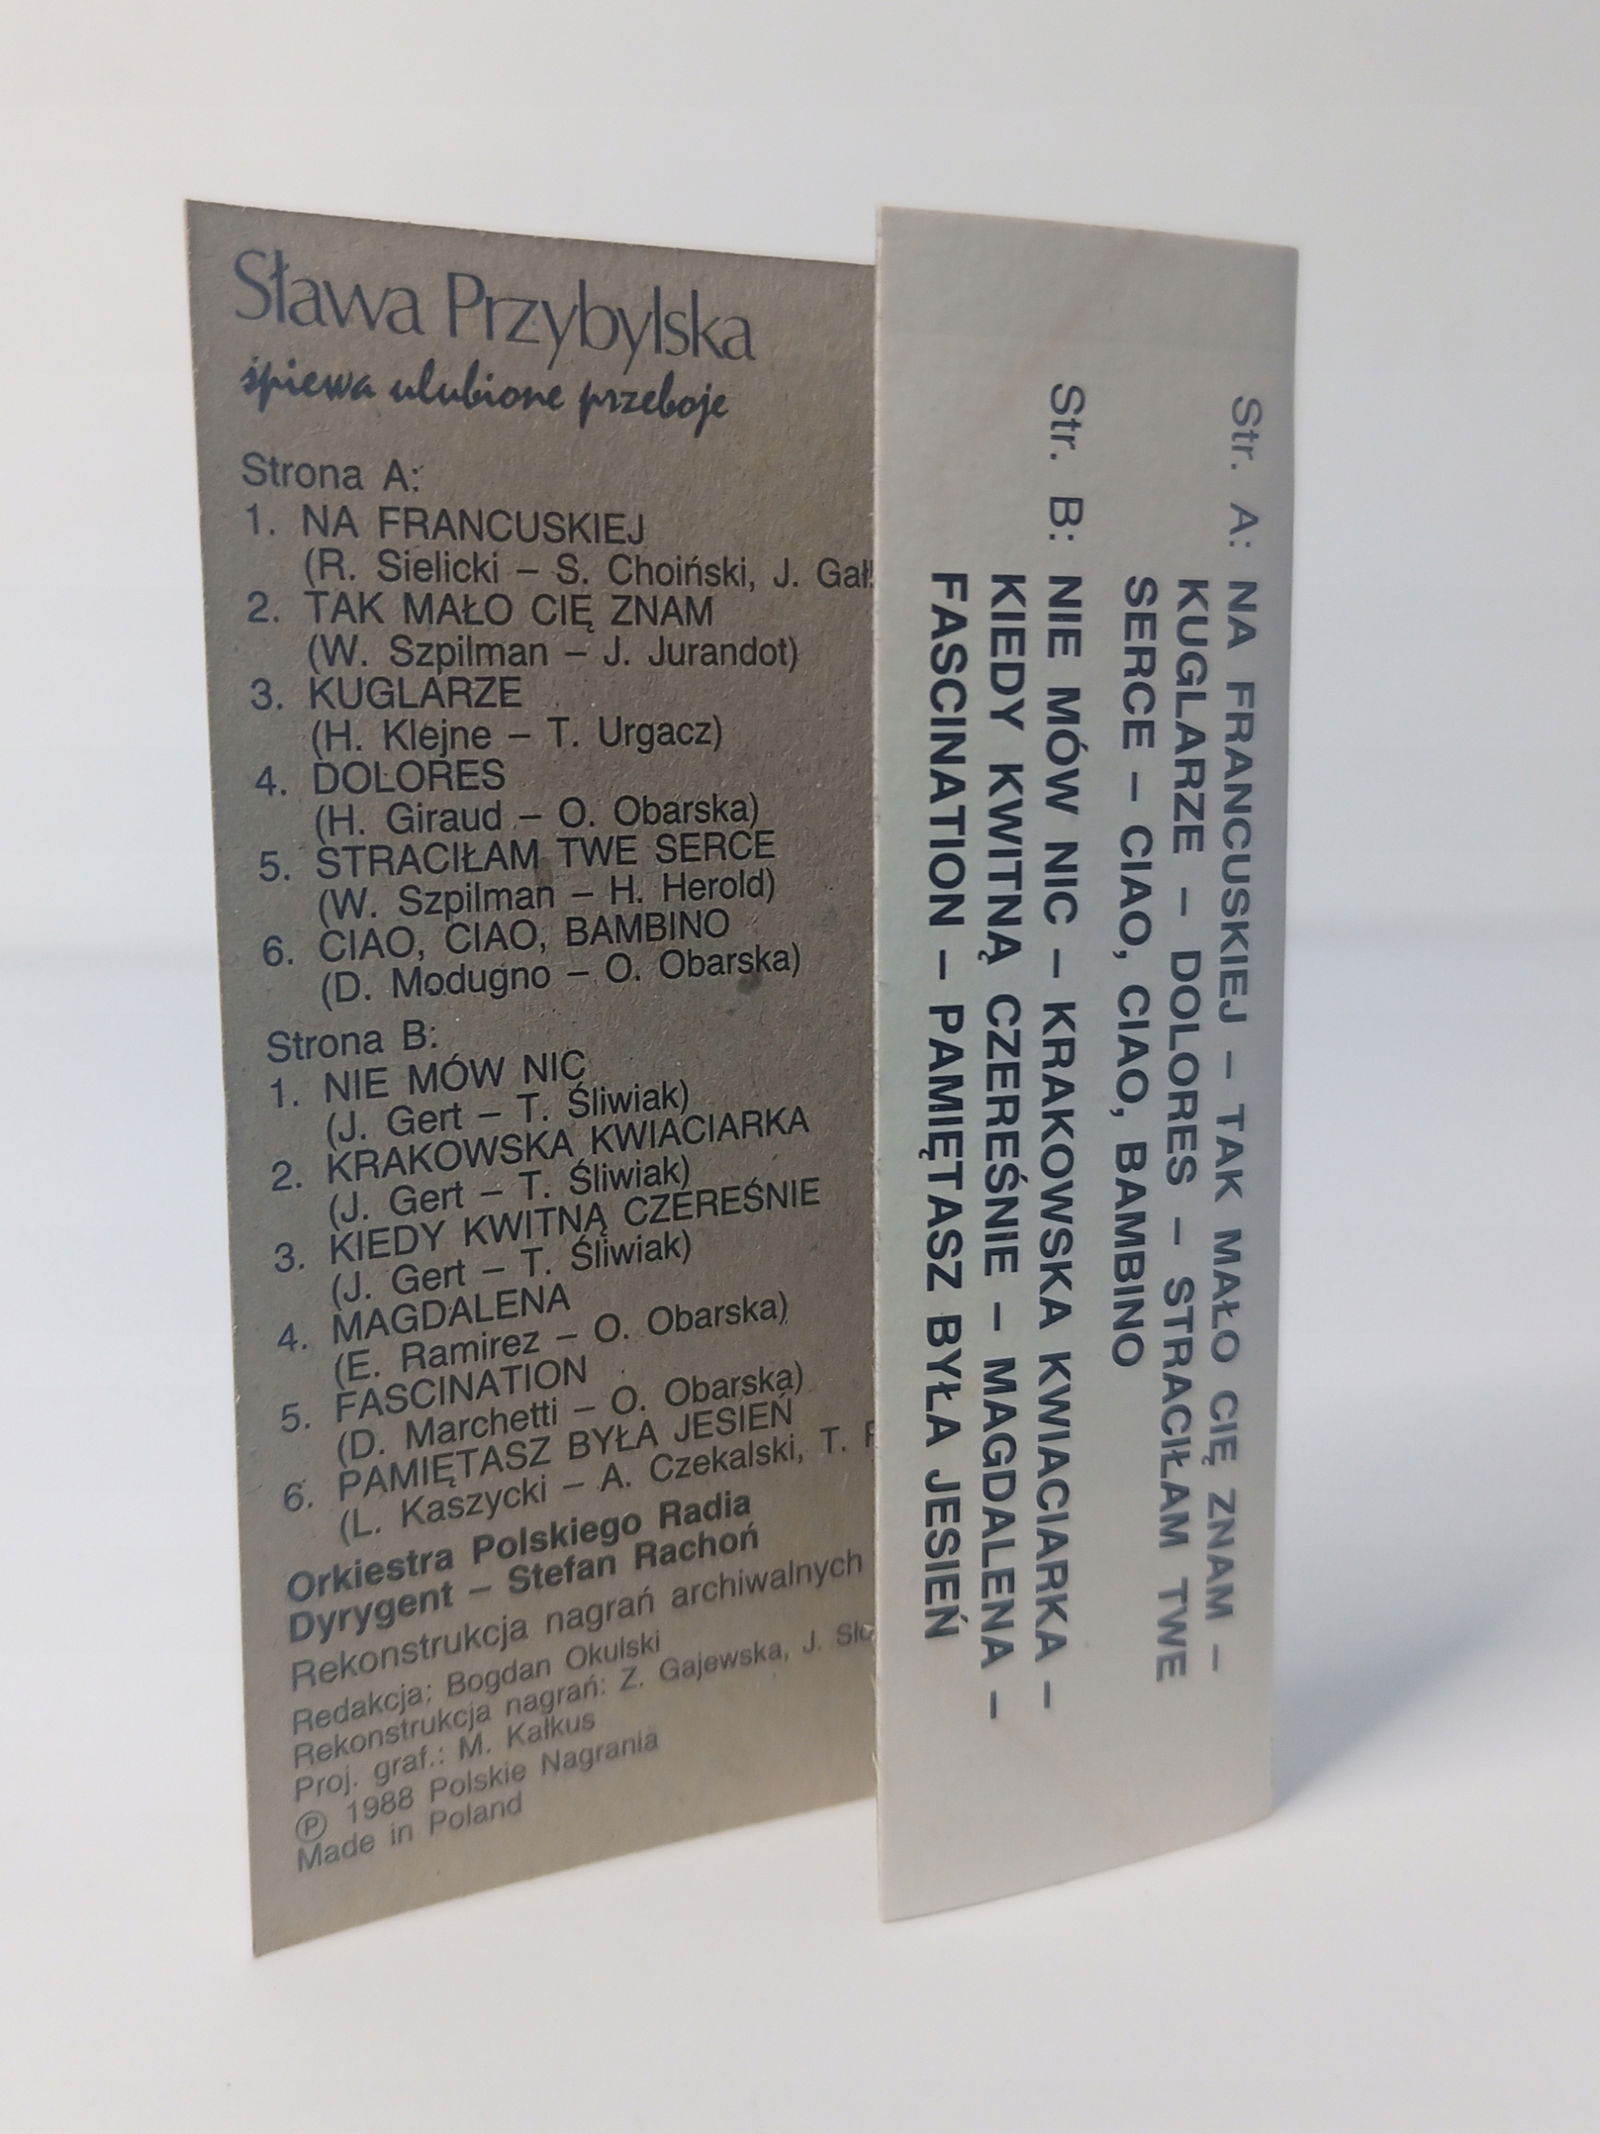 Sława Przybylska
śpiewa ulubione przeboje
Strona A:
1. NA FRANCUSKIEJ
(R. Sielicki – S. Choiński, J. Gał
2. TAK MAŁO CIĘ ZNAM
(W. Szpilman – J. Jurandot)
3. KUGLARZE
(H. Klejne – T. Urgacz)
4. DOLORES
(H. Giraud – O. Obarska)
5. STRACIŁAM TWE SERCE
(W. Szpilman – H. Herold)
6. CIAO, CIAO, BAMBINO
(D. Modugno – O. Obarska)
Strona B:
1. NIE MÓW NIC
(J. Gert – T. Śliwiak)
2. KRAKOWSKA KWIACIARKA
(J. Gert – T. Śliwiak)
3. KIEDY KWITNĄ CZEREŚNIE
(J. Gert – T. Śliwiak)
4. MAGDALENA
(E. Ramirez – O. Obarska)
5. FASCINATION
(D. Marchetti – O. Obarska)
6. PAMIĘTASZ BYŁA JESIEŃ
(L. Kaszycki – A. Czekalski, T.
Orkiestra Polskiego Radia
Dyrygent – Stefan Rachoń
Rekonstrukcja nagrań archiwalnych
Redakcja: Bogdan Okulski
Rekonstrukcja nagrań: Z. Gajewska, J.
Proj. graf.: M. Kałkus
Ⓟ 1988 Polskie Nagrania
Made in Poland
Str. A: NA FRANCUSKIEJ – TAK MAŁO CIĘ ZNAM –
KUGLARZE – DOLORES – STRACIŁAM TWE
SERCE – CIAO, CIAO, BAMBINO
Str. B: NIE MÓW NIC – KRAKOWSKA KWIACIARKA –
KIEDY KWITNĄ CZEREŚNIE – MAGDALENA –
FASCINATION – PAMIĘTASZ BYŁA JESIEŃ